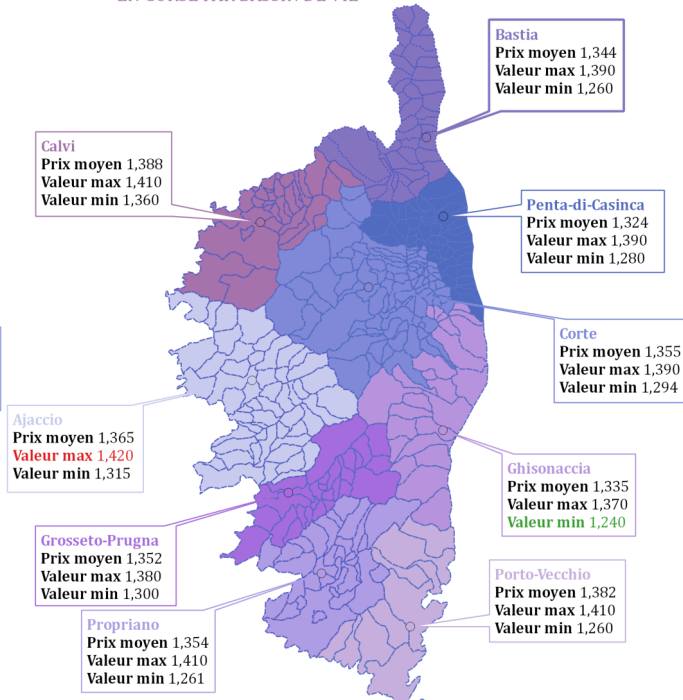 Bastia
Prix moyen 1,344
Valeur max 1,390
Valeur min 1,260
Calvi
Prix moyen 1,388
Valeur max 1,410
Valeur min 1,360
Penta-di-Casinca
Prix moyen 1,324
Valeur max 1,390
Valeur min 1,280
Corte
Prix moyen 1,355
Valeur max 1,390
Valeur min 1,294
Ajaccio
Prix moyen 1,365
Valeur max 1,420
Valeur min 1,315
Ghisonaccia
Prix moyen 1,335
Valeur max 1,370
Valeur min 1,240
Grosseto-Prugna
Prix moyen 1,352
Valeur max 1,380
Valeur min 1,300
Porto-Vecchio
Prix moyen 1,382
Valeur max 1,410
Valeur min 1,260
Propriano
Prix moyen 1,354
Valeur max 1,410
Valeur min 1,261